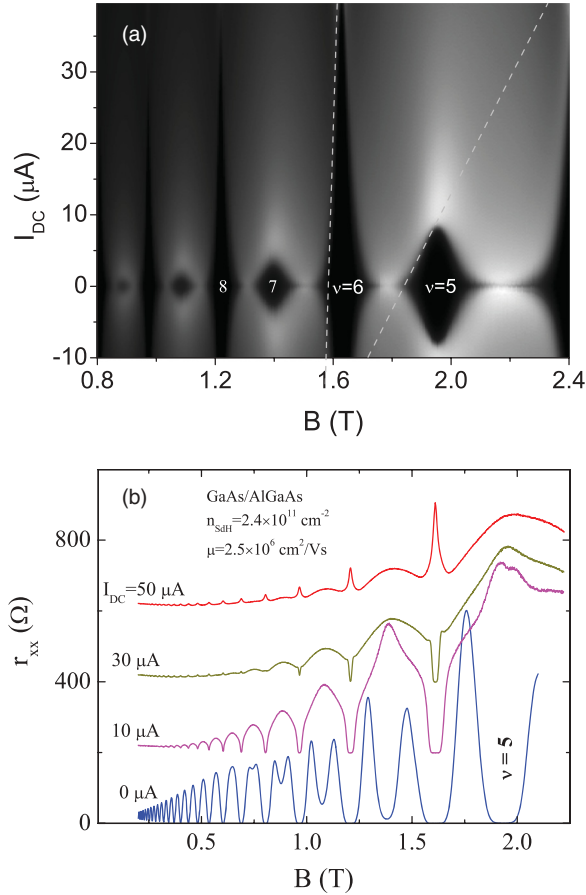 (a)
I_DC (μA)
30
20
10
0
-10
8
7
ν=6
ν=5
0.8
1.2
1.6
2.0
2.4
B (T)
(b)
GaAs/AlGaAs
n_SdH=2.4×10^11 cm^-2
μ=2.5×10^6 cm^2/Vs
r_xx (Ω)
800
400
0
I_DC=50 μA
30 μA
10 μA
0 μA
ν = 5
0.5
1.0
1.5
2.0
B (T)